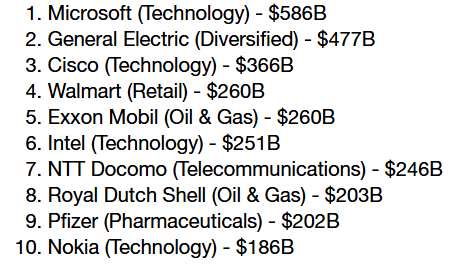 1. Microsoft (Technology) - $586B
2. General Electric (Diversified) - $477B
3. Cisco (Technology) - $366B
4. Walmart (Retail) - $260B
5. Exxon Mobil (Oil & Gas) - $260B
6. Intel (Technology) - $251B
7. NTT Docomo (Telecommunications) - $246B
8. Royal Dutch Shell (Oil & Gas) - $203B
9. Pfizer (Pharmaceuticals) - $202B
10. Nokia (Technology) - $186B